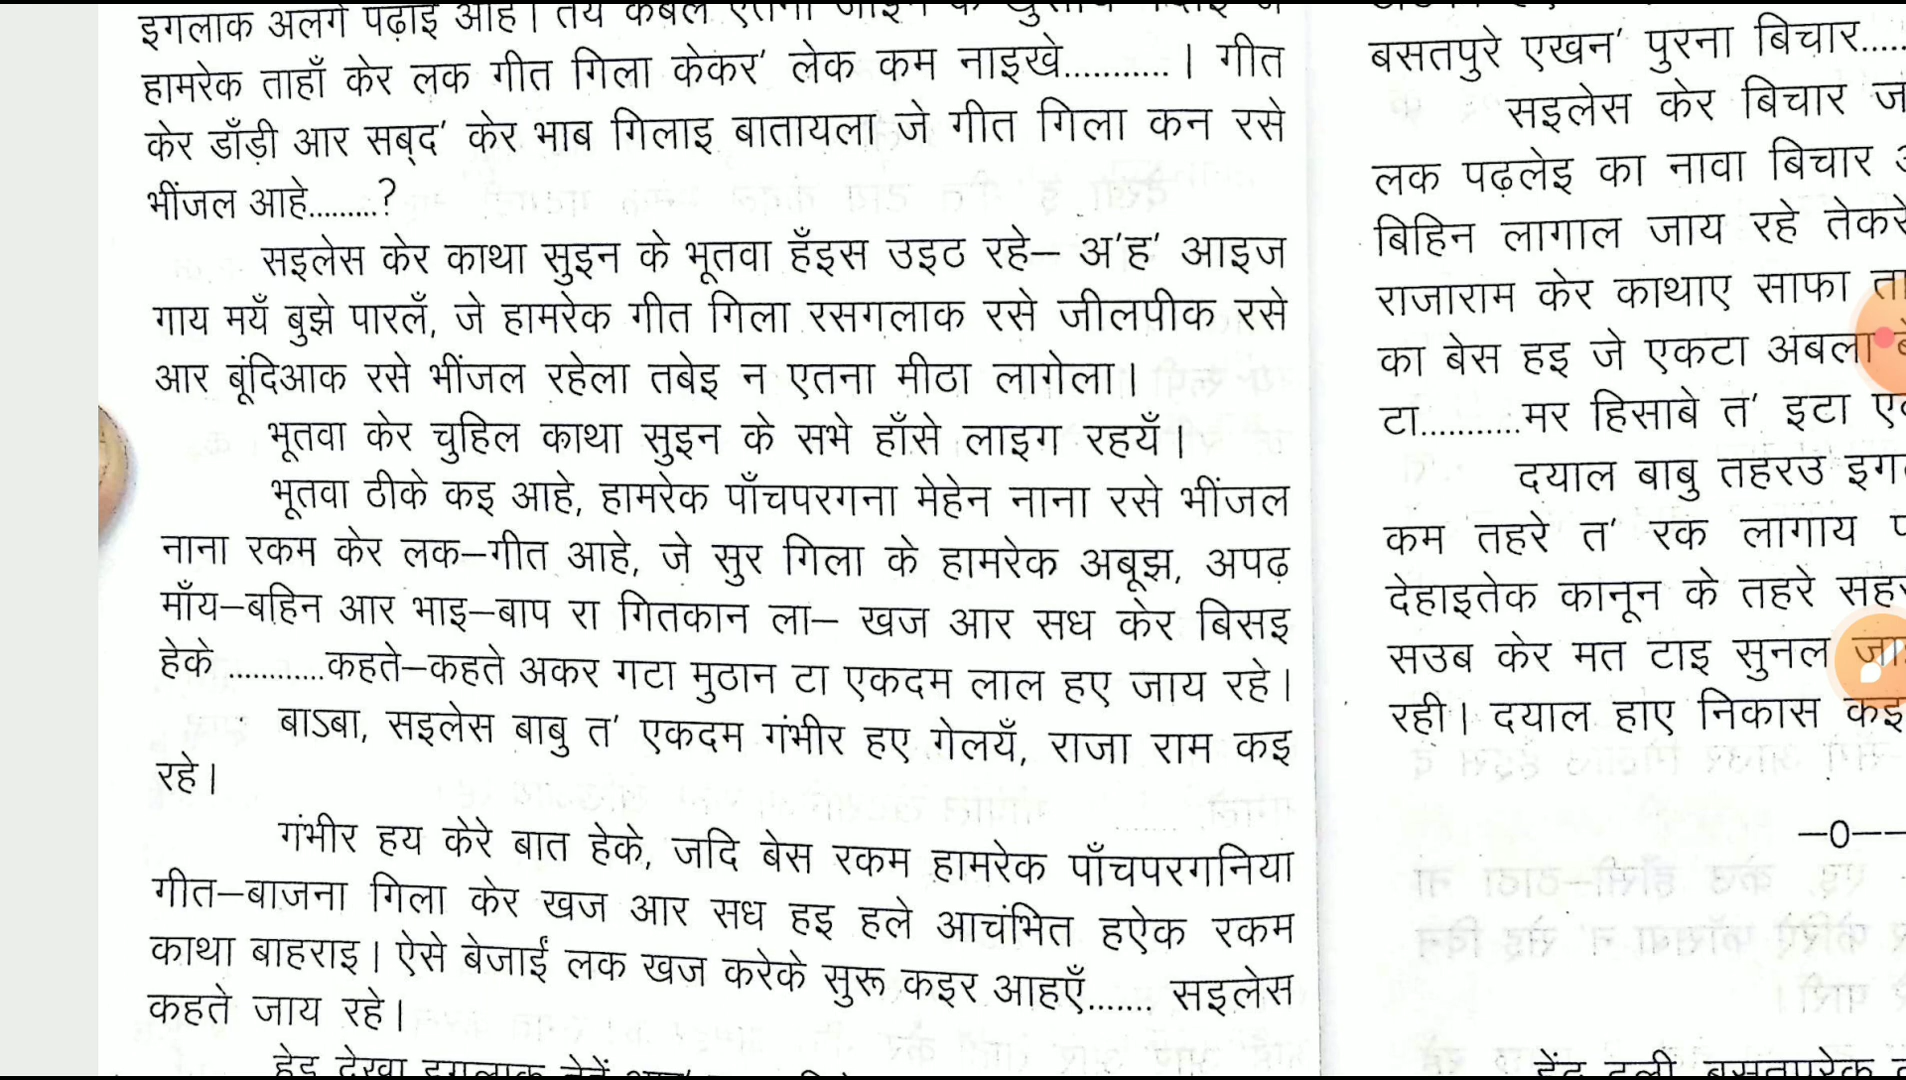 इगलाक अलगे पढ़ाइ आहे।
हामरेक ताहाँ केर लक गीत गिला केकर’ लेक कम नाइखे...........। गीत
केर डाँड़ी आर सब्द’ केर भाब गिलाइ बातायला जे गीत गिला कन रसे
भींजल आहे.........?
सइलेस केर काथा सुइन के भूतवा हँइस उइठ रहे– अ’ह’ आइज
गाय मयँ बुझे पारलँ, जे हामरेक गीत गिला रसगलाक रसे जीलपीक रसे
आर बूंदिआक रसे भींजल रहेला तबेइ न एतना मीठा लागेला।
भूतवा केर चुहिल काथा सुइन के सभे हाँसे लाइग रहयँ।
भूतवा ठीके कइ आहे, हामरेक पाँचपरगना मेहेन नाना रसे भींजल
नाना रकम केर लक–गीत आहे, जे सुर गिला के हामरेक अबूझ, अपढ़
माँय–बहिन आर भाइ–बाप रा गितकान ला– खज आर सध केर बिसइ
हेके ............कहते–कहते अकर गटा मुठान टा एकदम लाल हए जाय रहे।
बाऽबा, सइलेस बाबु त’ एकदम गंभीर हए गेलयँ, राजा राम कइ
रहे।
गंभीर हय केरे बात हेके, जदि बेस रकम हामरेक पाँचपरगनिया
गीत–बाजना गिला केर खज आर सध हइ हले आचंभित हऐक रकम
काथा बाहराइ। ऐसे बेजाईं लक खज करेके सुरू कइर आहएँ....... सइलेस
कहते जाय रहे।
हेइ देखा इगलाक
बसतपुरे एखन’ पुरना बिचार.....
सइलेस केर बिचार
लक पढ़लेइ का नावा बिचार
बिहिन लागाल जाय रहे तेकरे
राजाराम केर काथाए साफा
का बेस हइ जे एकटा अबला
टा...........मर हिसाबे त’ इटा
दयाल बाबु तहरउ
कम तहरे त’ रक लागाय
देहाइतेक कानून के तहरे
सउब केर मत टाइ सुनल
रही। दयाल हाए निकास कइ
–0––
बसतपुरेक